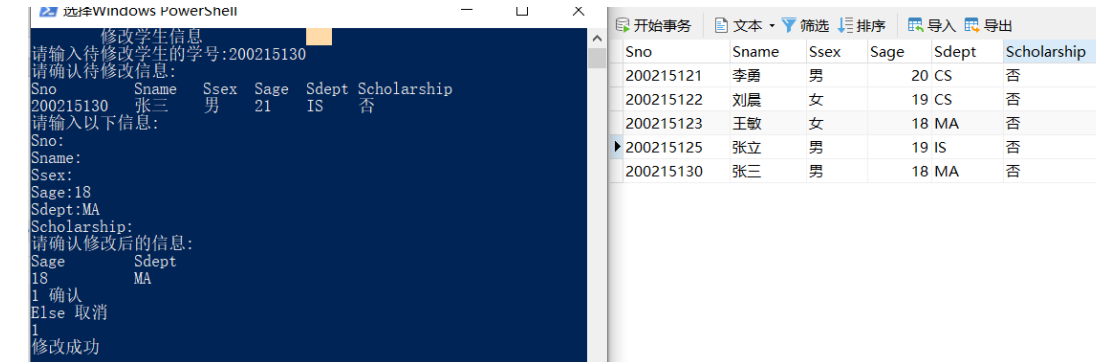 选择Windows PowerShell
修改学生信息
请输入待修改学生的学号:200215130
请确认待修改信息:
Sno Sname Ssex Sage Sdept Scholarship
200215130 张三 男 21 IS 否
请输入以下信息:
Sno:
Sname:
Ssex:
Sage:18
Sdept:MA
Scholarship:
请确认修改后的信息:
Sage Sdept
18 MA
1 确认
Else 取消
1
修改成功
开始事务 文本 筛选 排序 导入 导出
Sno Sname Ssex Sage Sdept Scholarship
200215121 李勇 男 20 CS 否
200215122 刘晨 女 19 CS 否
200215123 王敏 女 18 MA 否
200215125 张立 男 19 IS 否
200215130 张三 男 18 MA 否